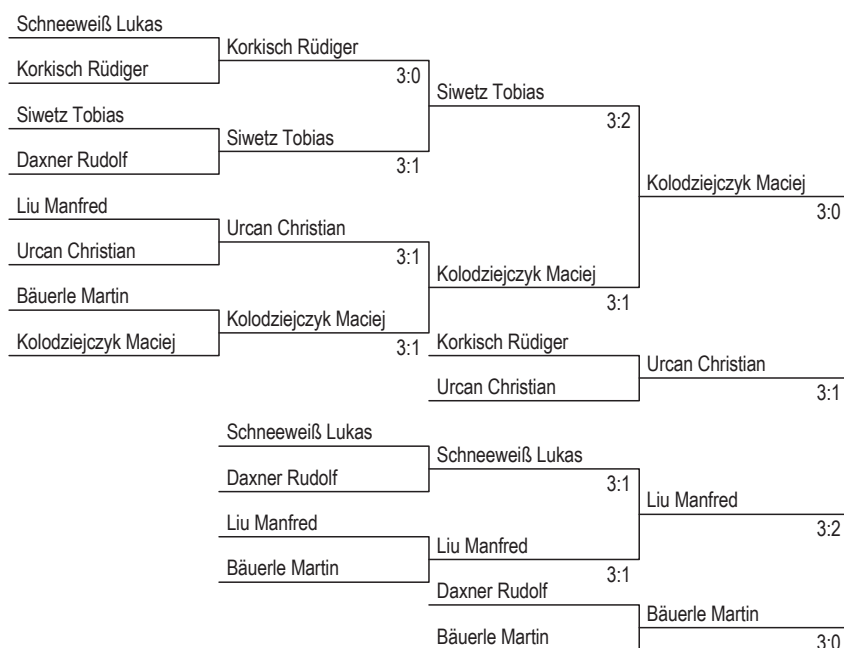 Schneeweiß Lukas
Korkisch Rüdiger
Korkisch Rüdiger
3:0
Siwetz Tobias
Siwetz Tobias
3:2
Siwetz Tobias
Daxner Rudolf
3:1
Kolodziejczyk Maciej
3:0
Liu Manfred
Urcan Christian
Urcan Christian
3:1
Kolodziejczyk Maciej
3:1
Bäuerle Martin
Kolodziejczyk Maciej
Kolodziejczyk Maciej
3:1
Korkisch Rüdiger
Urcan Christian
Urcan Christian
3:1
Schneeweiß Lukas
Schneeweiß Lukas
Daxner Rudolf
3:1
Liu Manfred
3:2
Liu Manfred
Liu Manfred
Bäuerle Martin
3:1
Daxner Rudolf
Bäuerle Martin
Bäuerle Martin
3:0